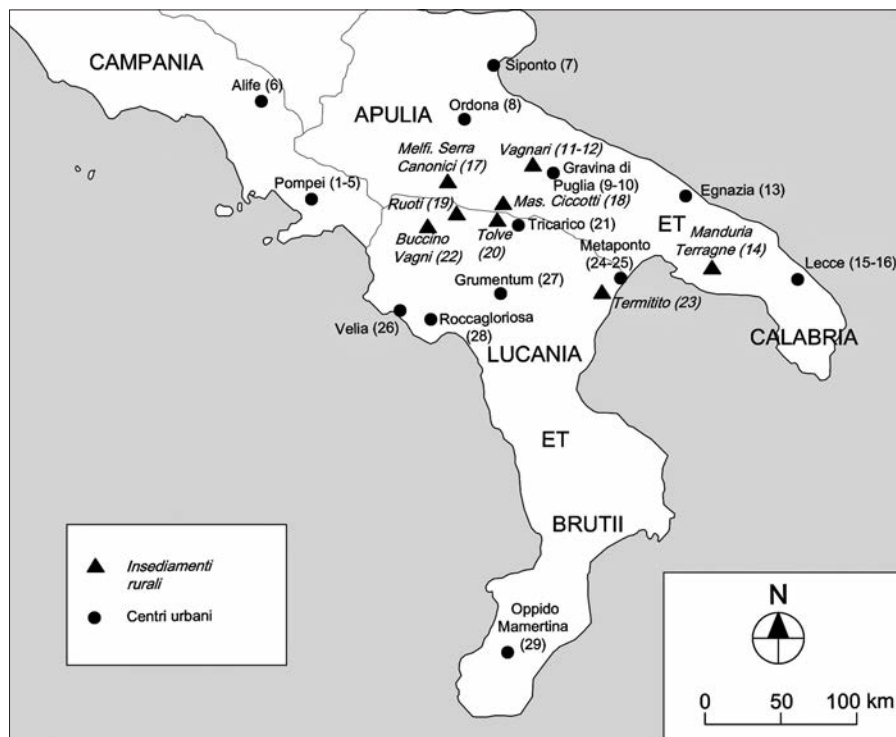 CAMPANIA
Alife (6)
Siponto (7)
APULIA
Ordona (8)
Melfi. Serra
Canonici (17)
Vagnari (11-12)
Gravina di
Puglia (9-10)
Pompei (1-5)
Egnazia (13)
Ruoti (19)
Mas. Ciccotti (18)
ET
Buccino
Vagni (22)
Tolve
(20)
Tricarico (21)
Manduria
Terragne (14)
Metaponto
(24-25)
Lecce (15-16)
Grumentum (27)
Termitito (23)
Velia (26)
Roccagloriosa
(28)
CALABRIA
LUCANIA
ET
BRUTII
Insediamenti
rurali
Centri urbani
Oppido
Mamertina
(29)
N
0 50 100 km